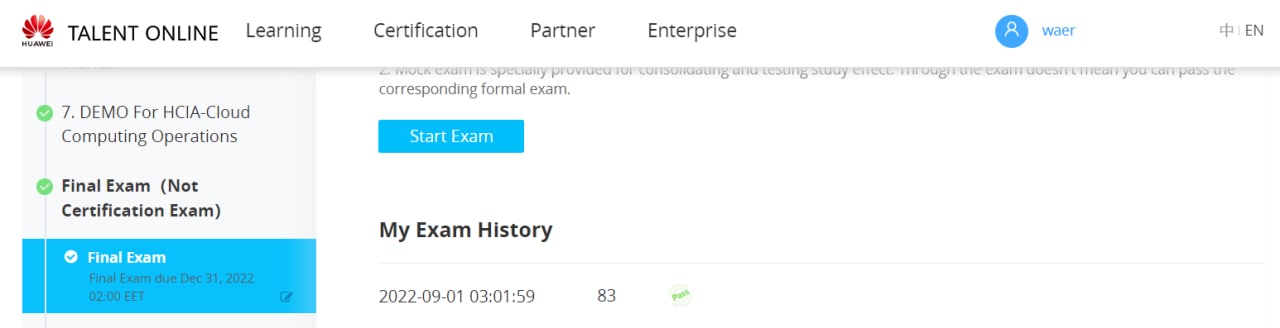 HUAWEI
TALENT ONLINE
Learning
Certification
Partner
Enterprise
waer
中 | EN
7. DEMO For HCIA-Cloud
Computing Operations
Final Exam（Not
Certification Exam）
Final Exam
Final Exam due Dec 31, 2022
02:00 EET
2. Mock exam is specially provided for consolidating and testing study effect. Through the exam doesn't mean you can pass the
corresponding formal exam.
Start Exam
My Exam History
2022-09-01 03:01:59 83 Pass